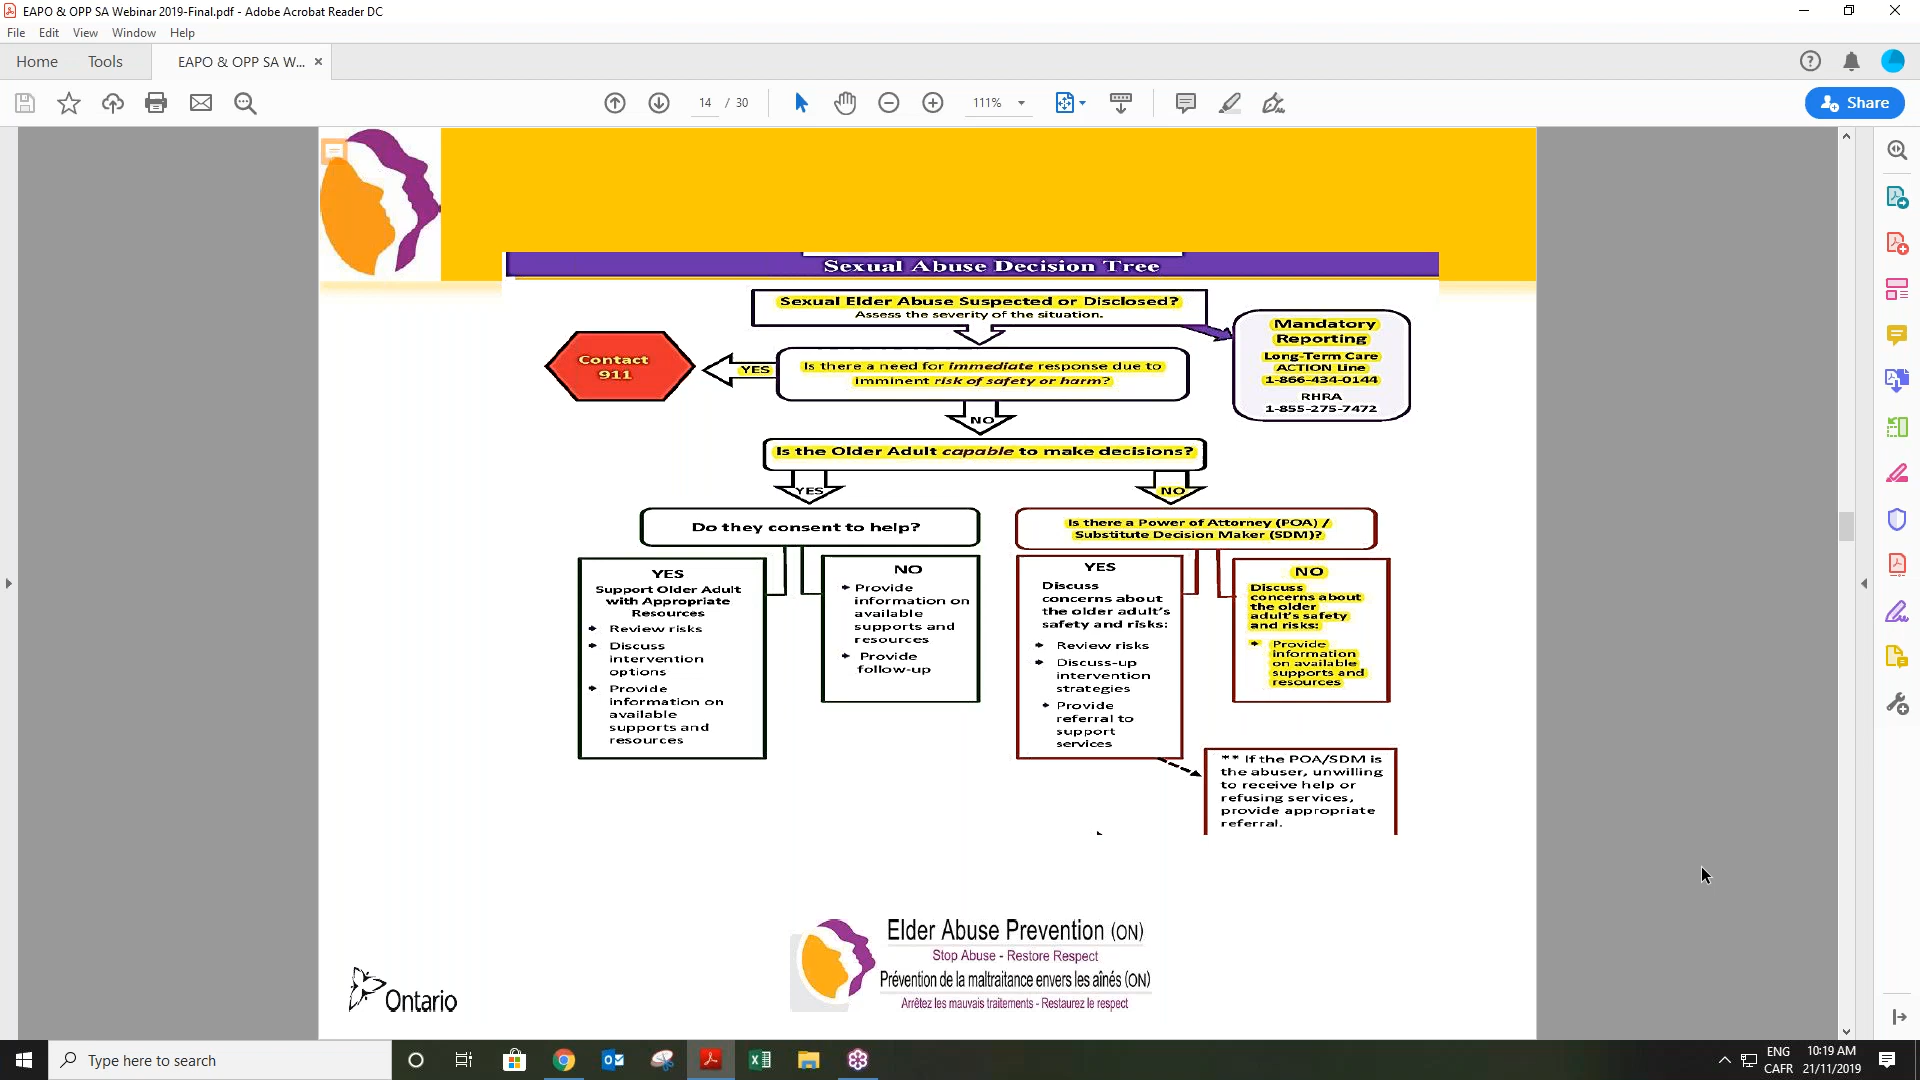 EAPO & OPP SA Webinar 2019-Final.pdf - Adobe Acrobat Reader DC
File Edit View Window Help
Home Tools EAPO & OPP SA W...
14 / 30 111% Share
Sexual Abuse Decision Tree
Sexual Elder Abuse Suspected or Disclosed?
Assess the severity of the situation.
Mandatory
Reporting
Long-Term Care
ACTION Line
1-866-434-0144
RHRA
1-855-275-7472
Contact
911
YES
Is there a need for immediate response due to
imminent risk of safety or harm?
NO
Is the Older Adult capable to make decisions?
YES
NO
Do they consent to help?
YES
Support Older Adult
with Appropriate
Resources
Review risks
Discuss
intervention
options
Provide
information on
available
supports and
resources
NO
Provide
information on
available
supports and
resources
Provide
follow-up
Is there a Power of Attorney (POA) /
Substitute Decision Maker (SDM)?
YES
Discuss
concerns about
the older adult's
safety and risks:
Review risks
Discuss-up
intervention
strategies
Provide
referral to
support
services
NO
Discuss
concerns about
the older
adult's safety
and risks:
Provide
information
on available
supports and
resources
** If the POA/SDM is
the abuser, unwilling
to receive help or
refusing services,
provide appropriate
referral.
Ontario
Elder Abuse Prevention (ON)
Stop Abuse - Restore Respect
Prévention de la maltraitance envers les aînés (ON)
Arrêtez les mauvais traitements - Restaurez le respect
Type here to search
ENG
CAFR
10:19 AM
21/11/2019